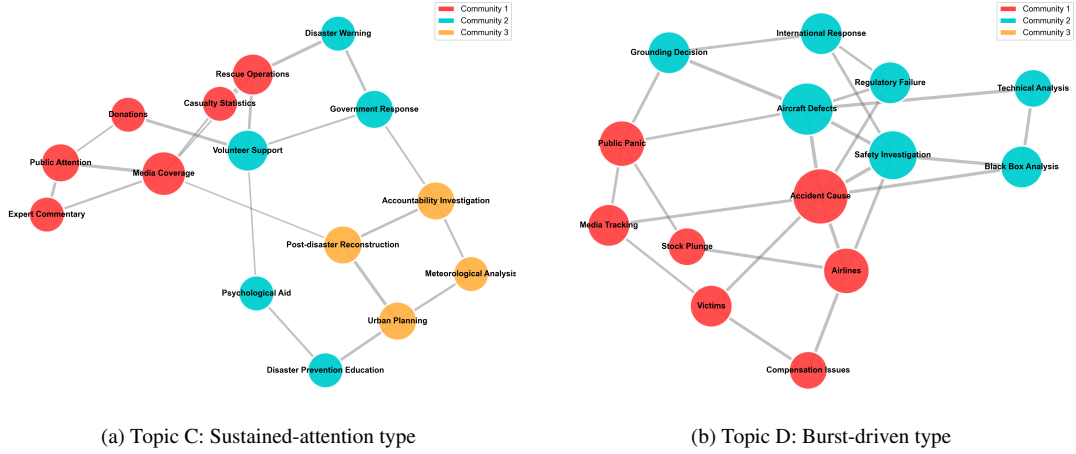 Community 1
Community 2
Community 3
Disaster Warning
Rescue Operations
Casualty Statistics
Government Response
Donations
Volunteer Support
Public Attention
Media Coverage
Accountability Investigation
Expert Commentary
Post-disaster Reconstruction
Meteorological Analysis
Psychological Aid
Urban Planning
Disaster Prevention Education
(a) Topic C: Sustained-attention type
Community 1
Community 2
Community 3
International Response
Grounding Decision
Regulatory Failure
Technical Analysis
Aircraft Defects
Public Panic
Safety Investigation
Black Box Analysis
Accident Cause
Media Tracking
Stock Plunge
Airlines
Victims
Compensation Issues
(b) Topic D: Burst-driven type